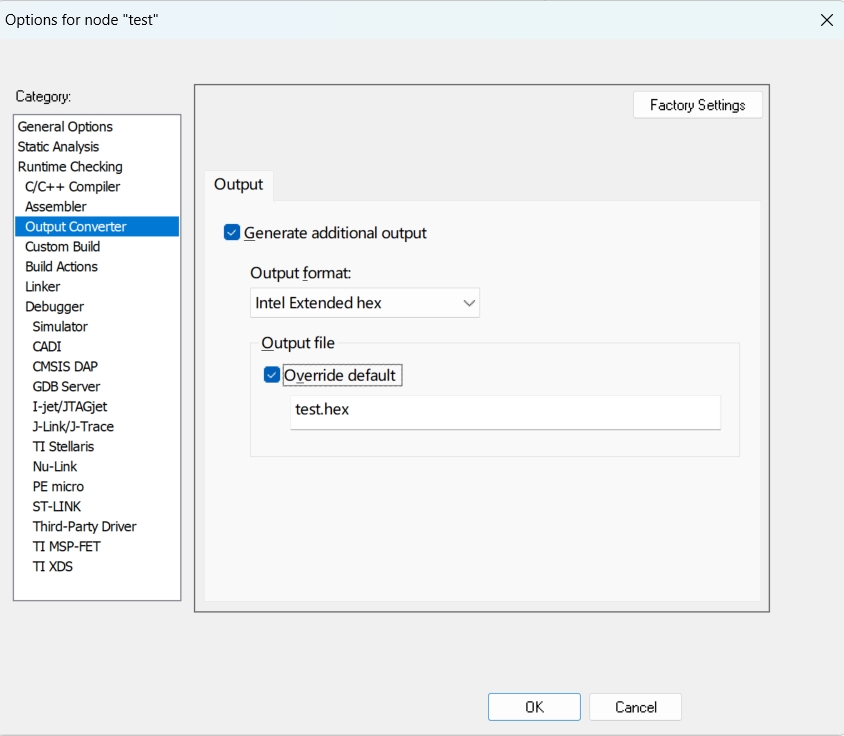 Options for node "test"
Category:
Factory Settings
General Options
Static Analysis
Runtime Checking
C/C++ Compiler
Assembler
Output Converter
Custom Build
Build Actions
Linker
Debugger
Simulator
CADI
CMSIS DAP
GDB Server
I-jet/JTAGjet
J-Link/J-Trace
TI Stellaris
Nu-Link
PE micro
ST-LINK
Third-Party Driver
TI MSP-FET
TI XDS
Output
Generate additional output
Output format:
Intel Extended hex
Output file
Override default
test.hex
OK
Cancel